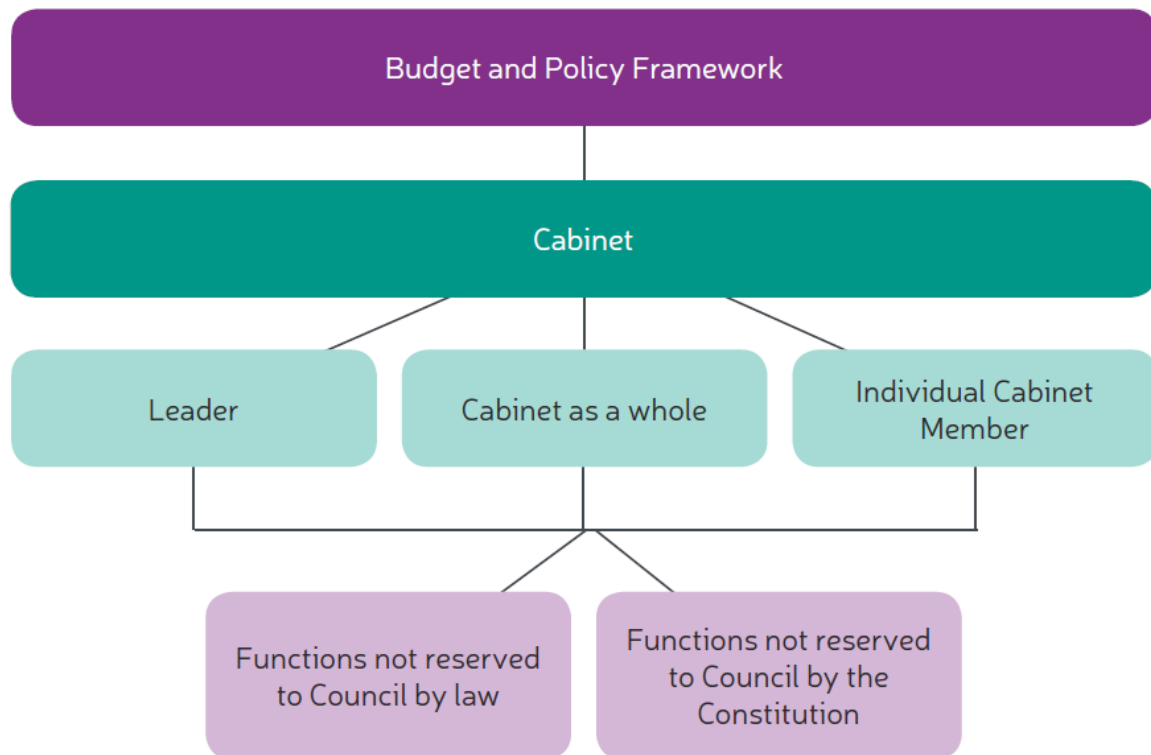 Budget and Policy Framework
Cabinet
Leader
Cabinet as a whole
Individual Cabinet
Member
Functions not reserved
to Council by law
Functions not reserved
to Council by the
Constitution